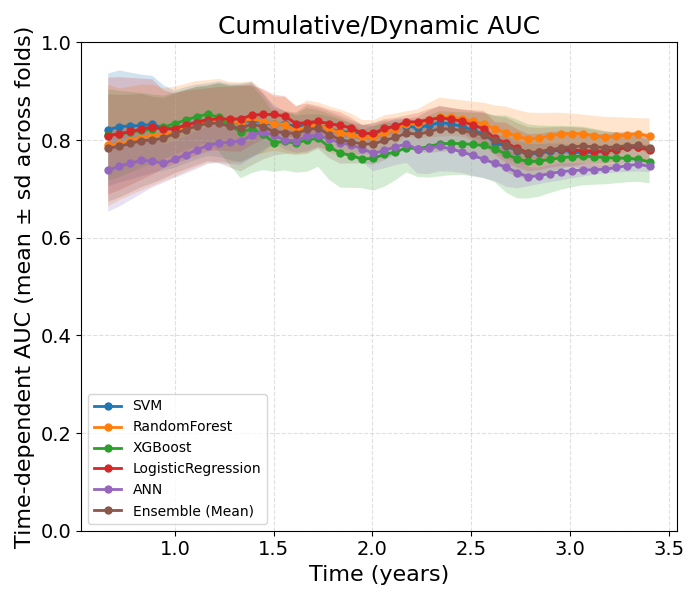 Cumulative/Dynamic AUC
Time-dependent AUC (mean ± sd across folds)
1.0
0.8
0.6
0.4
0.2
0.0
SVM
RandomForest
XGBoost
LogisticRegression
ANN
Ensemble (Mean)
1.0 1.5 2.0 2.5 3.0 3.5
Time (years)